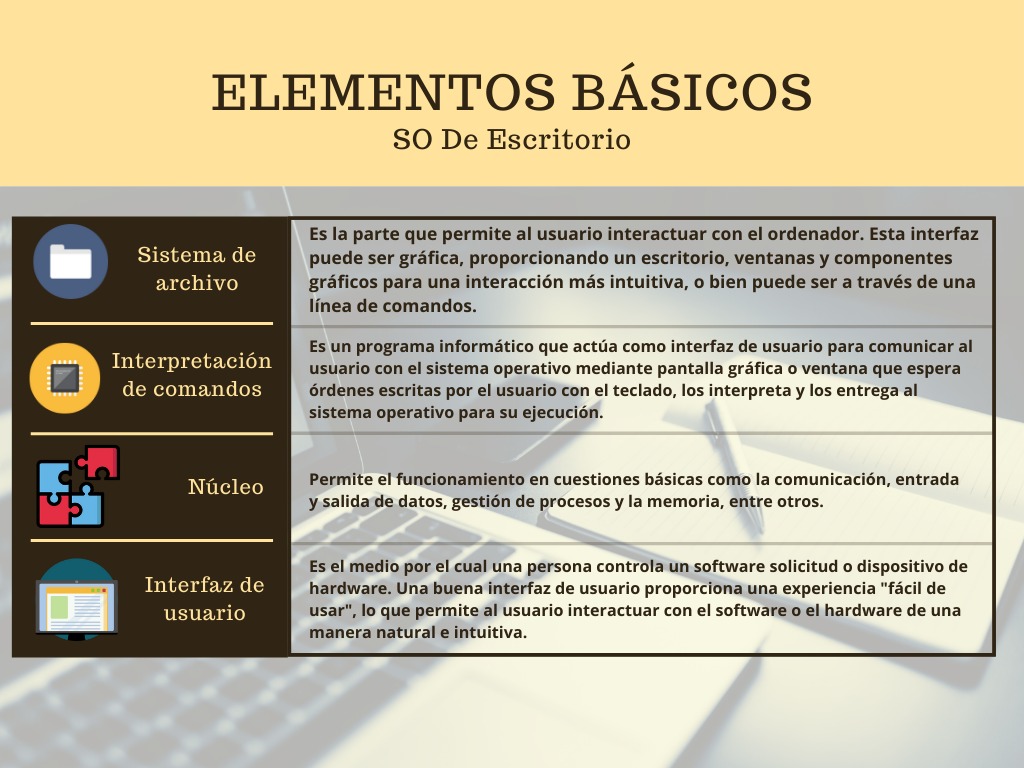 ELEMENTOS BÁSICOS
SO De Escritorio
Sistema de
archivo
Es la parte que permite al usuario interactuar con el ordenador. Esta interfaz
puede ser gráfica, proporcionando un escritorio, ventanas y componentes
gráficos para una interacción más intuitiva, o bien puede ser a través de una
línea de comandos.
Interpretación
de comandos
Es un programa informático que actúa como interfaz de usuario para comunicar al
usuario con el sistema operativo mediante pantalla gráfica o ventana que espera
órdenes escritas por el usuario con el teclado, los interpreta y los entrega al
sistema operativo para su ejecución.
Núcleo
Permite el funcionamiento en cuestiones básicas como la comunicación, entrada
y salida de datos, gestión de procesos y la memoria, entre otros.
Interfaz de
usuario
Es el medio por el cual una persona controla un software solicitud o dispositivo de
hardware. Una buena interfaz de usuario proporciona una experiencia "fácil de
usar", lo que permite al usuario interactuar con el software o el hardware de una
manera natural e intuitiva.